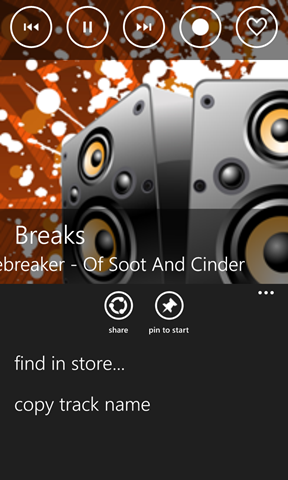 Breaks
ebreaker - Of Soot And Cinder
share pin to start
find in store...
copy track name